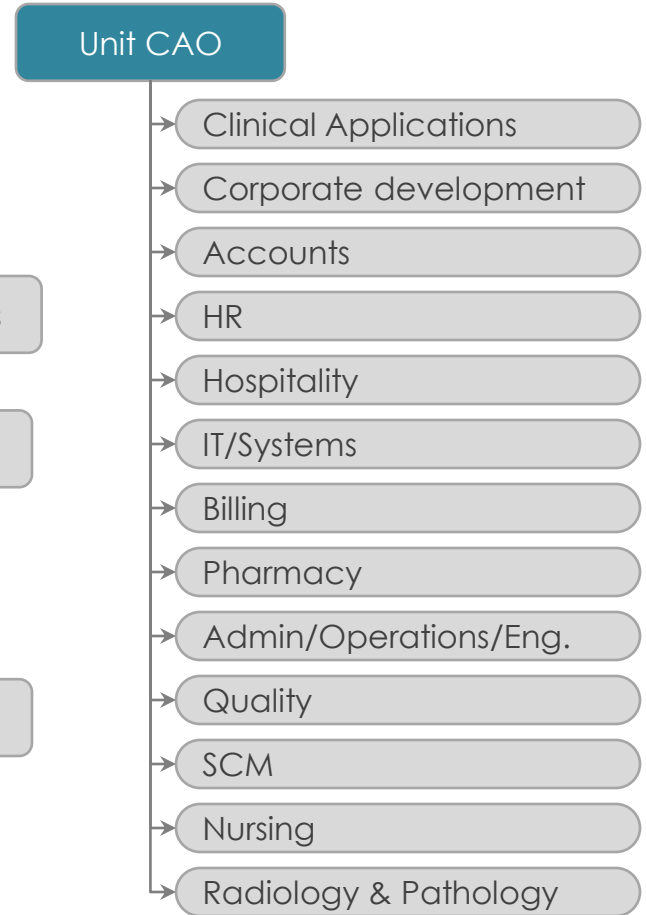 Unit CAO
Clinical Applications
Corporate development
Accounts
HR
Hospitality
IT/Systems
Billing
Pharmacy
Admin/Operations/Eng.
Quality
SCM
Nursing
Radiology & Pathology